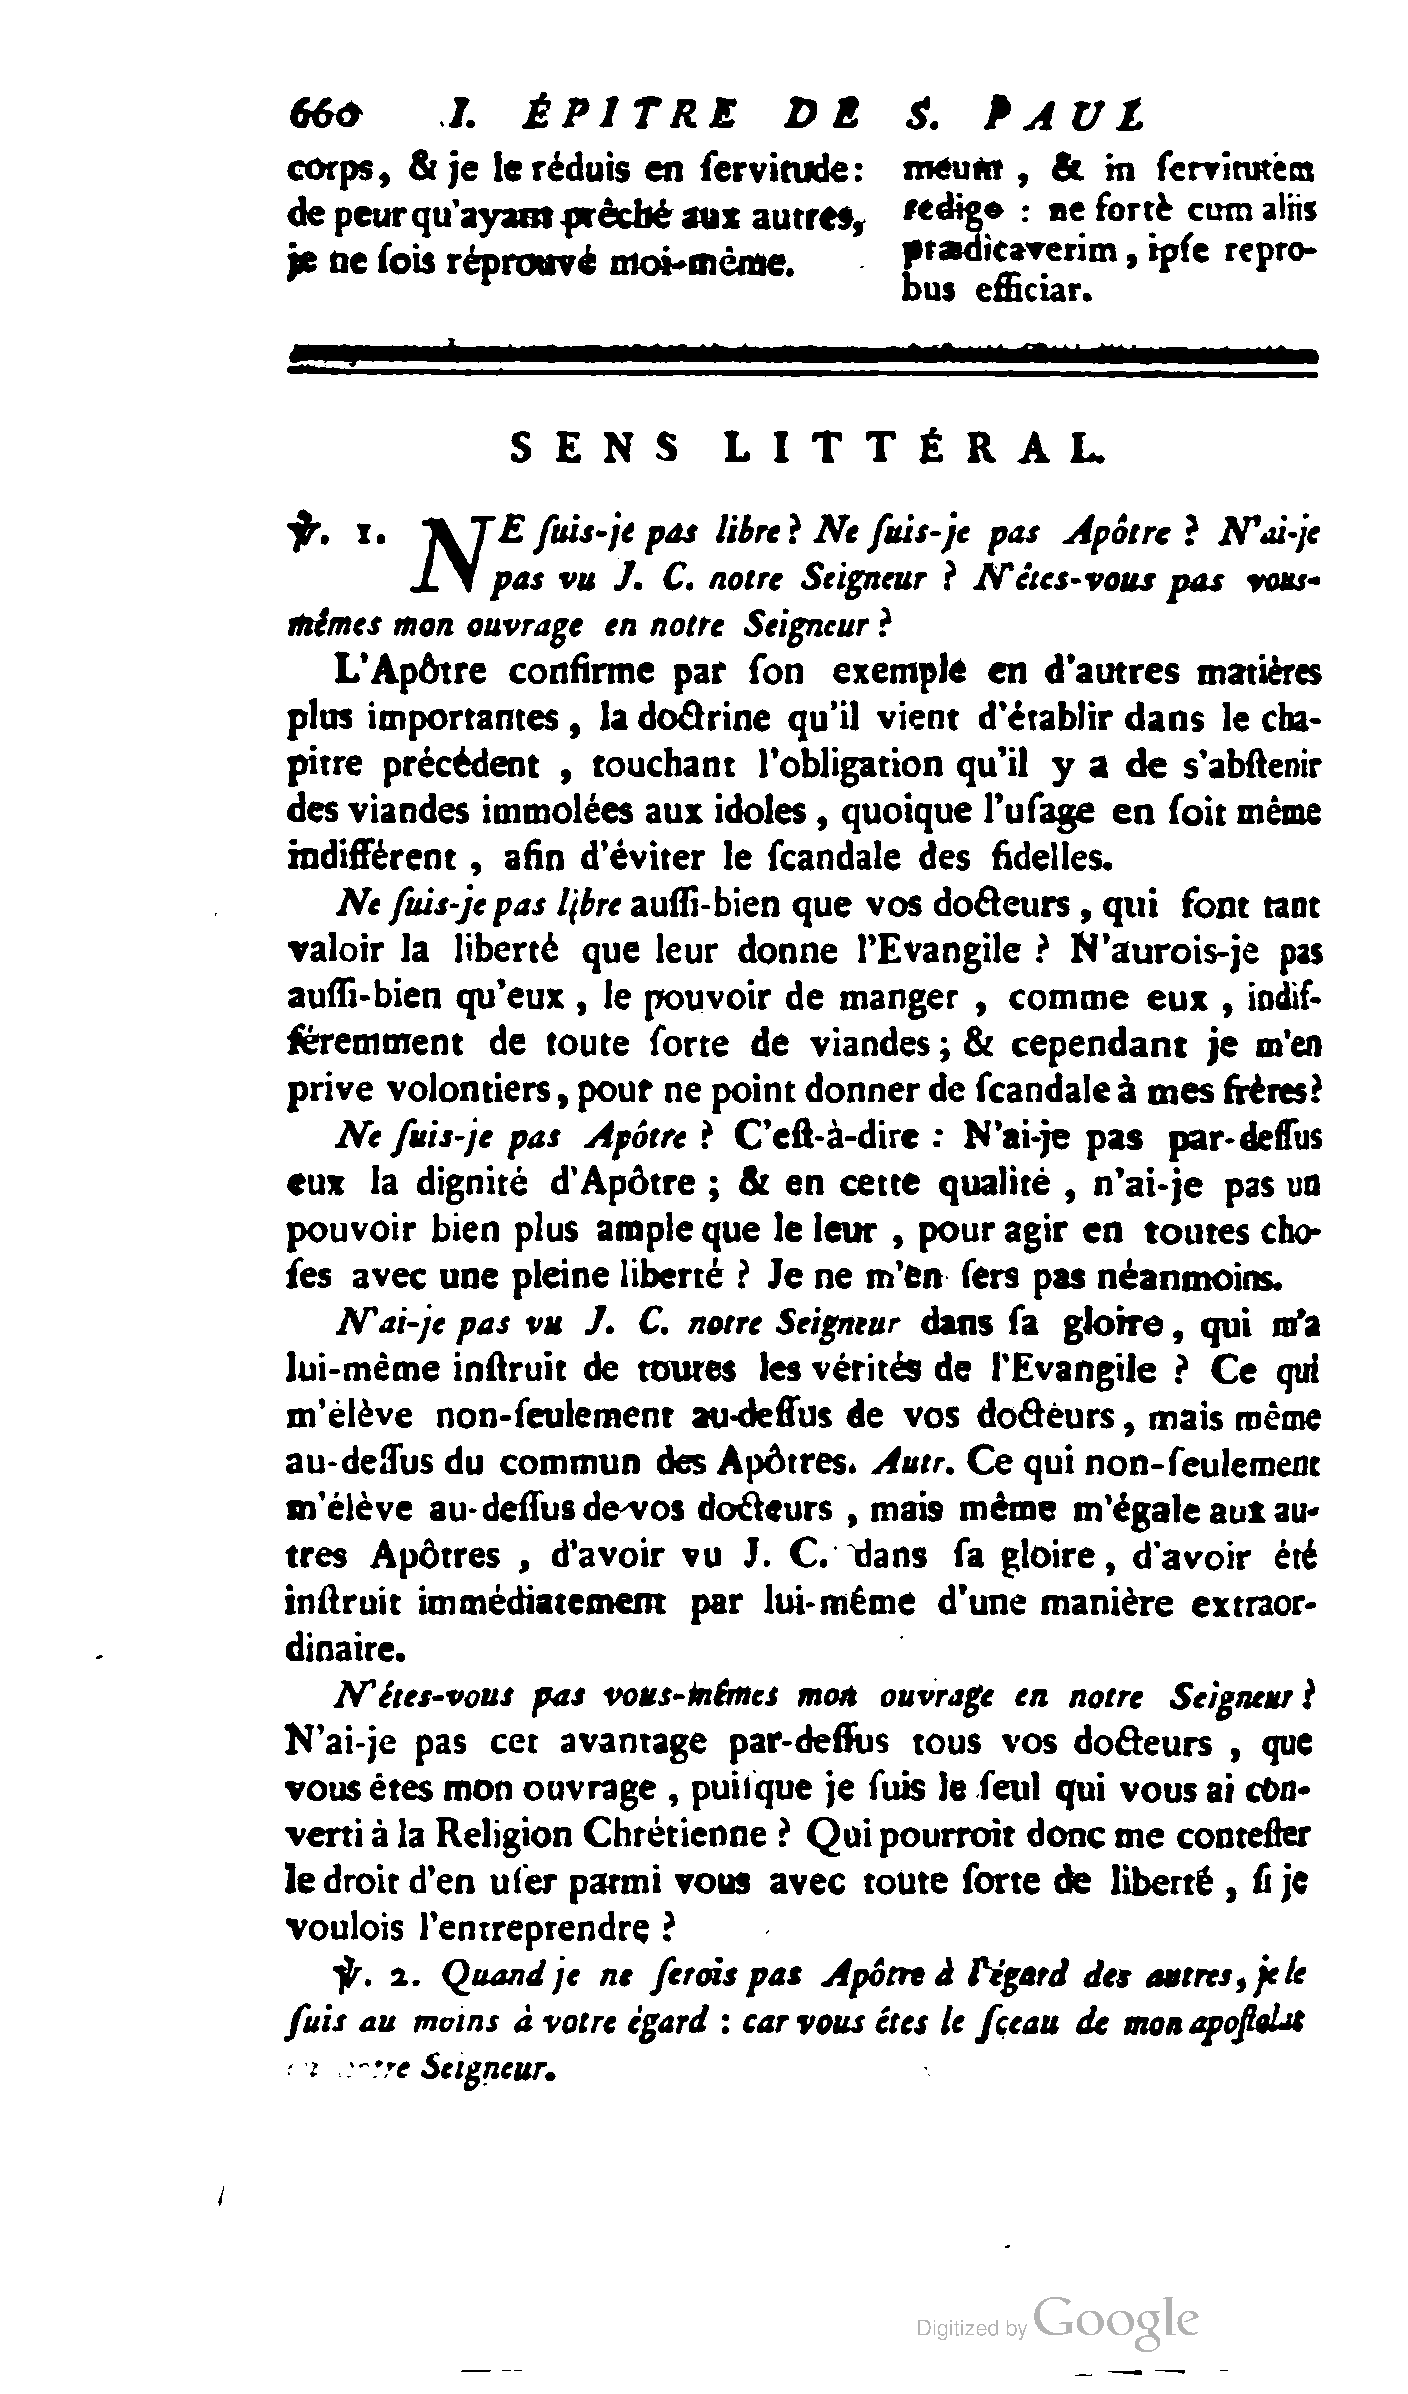 660 I. ÉPITRE DE S. PAUL
corps, & je le réduis en ſervitude:
de peur qu'ayant prêché aux autres,
je ne ſois réprouvé moi-même.
meum, & in ſervitutem
redigo : ne fortè cum aliis
prædicaverim, ipſe repro-
bus efficiar.
SENS LITTÉRAL.
℣. 1. NE ſuis-je pas libre? Ne ſuis-je pas Apôtre ? N'ai-je
pas vu J. C. notre Seigneur ? N'êtes-vous pas vous-
mêmes mon ouvrage en notre Seigneur ?
L'Apôtre confirme par ſon exemple en d'autres matières
plus importantes, la doctrine qu'il vient d'établir dans le cha-
pitre précédent, touchant l'obligation qu'il y a de s'abſtenir
des viandes immolées aux idoles, quoique l'uſage en ſoit même
indifférent, afin d'éviter le ſcandale des fidelles.
Ne ſuis-je pas libre auſſi-bien que vos docteurs, qui font tant
valoir la liberté que leur donne l'Evangile ? N'aurois-je pas
auſſi-bien qu'eux, le pouvoir de manger, comme eux, indif-
féremment de toute ſorte de viandes; & cependant je m'en
prive volontiers, pour ne point donner de ſcandale à mes frères?
Ne ſuis-je pas Apôtre ? C'eſt-à-dire : N'ai-je pas par-deſſus
eux la dignité d'Apôtre ; & en cette qualité, n'ai-je pas un
pouvoir bien plus ample que le leur, pour agir en toutes cho-
ſes avec une pleine liberté ? Je ne m'en ſers pas néanmoins.
N'ai-je pas vu J. C. notre Seigneur dans ſa gloire, qui m'a
lui-même inſtruit de toutes les vérités de l'Evangile ? Ce qui
m'élève non-ſeulement au-deſſus de vos docteurs, mais même
au-deſſus du commun des Apôtres. Autr. Ce qui non-ſeulement
m'élève au-deſſus de vos docteurs, mais même m'égale aux au-
tres Apôtres, d'avoir vu J. C. dans ſa gloire, d'avoir été
inſtruit immédiatement par lui-même d'une manière extraor-
dinaire.
N'êtes-vous pas vous-mêmes mon ouvrage en notre Seigneur ?
N'ai-je pas cet avantage par-deſſus tous vos docteurs, que
vous êtes mon ouvrage, puiſque je ſuis le ſeul qui vous ai con-
verti à la Religion Chrétienne ? Qui pourroit donc me conteſter
le droit d'en uſer parmi vous avec toute ſorte de liberté, ſi je
voulois l'entreprendre ?
℣. 2. Quand je ne ſerois pas Apôtre à l'égard des autres, je le
ſuis au moins à votre égard : car vous êtes le ſçeau de mon apoſtolat
Seigneur.
Digitized by Google